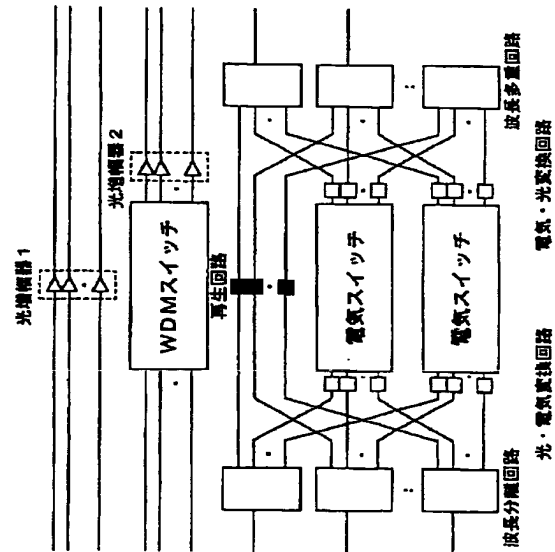 光増幅器1
光増幅器2
WDMスイッチ
再生回路
電気スイッチ
電気スイッチ
波長分離回路
波長多重回路
光・電気変換回路
電気・光変換回路